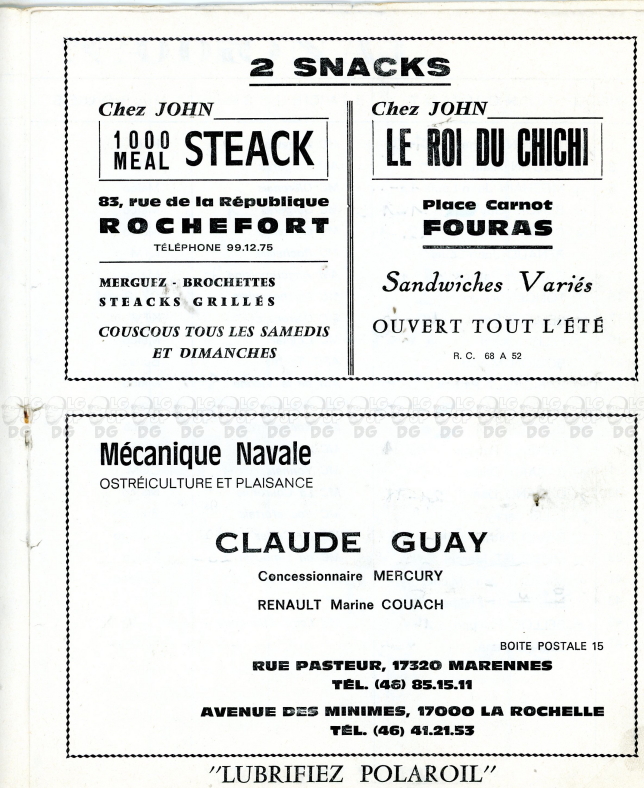 2 SNACKS
Chez JOHN
1000 MEAL STEACK
83, rue de la République
ROCHEFORT
TÉLÉPHONE 99.12.75
MERGUEZ - BROCHETTES
STEACKS GRILLÉS
COUSCOUS TOUS LES SAMEDIS
ET DIMANCHES
Chez JOHN
LE ROI DU CHICHI
Place Carnot
FOURAS
Sandwiches Variés
OUVERT TOUT L'ÉTÉ
R. C. 68 A 52
Mécanique Navale
OSTRÉICULTURE ET PLAISANCE
CLAUDE GUAY
Concessionnaire MERCURY
RENAULT Marine COUACH
BOITE POSTALE 15
RUE PASTEUR, 17320 MARENNES
TÉL. (46) 85.15.11
AVENUE DES MINIMES, 17000 LA ROCHELLE
TÉL. (46) 41.21.53
"LUBRIFIEZ POLAROIL"